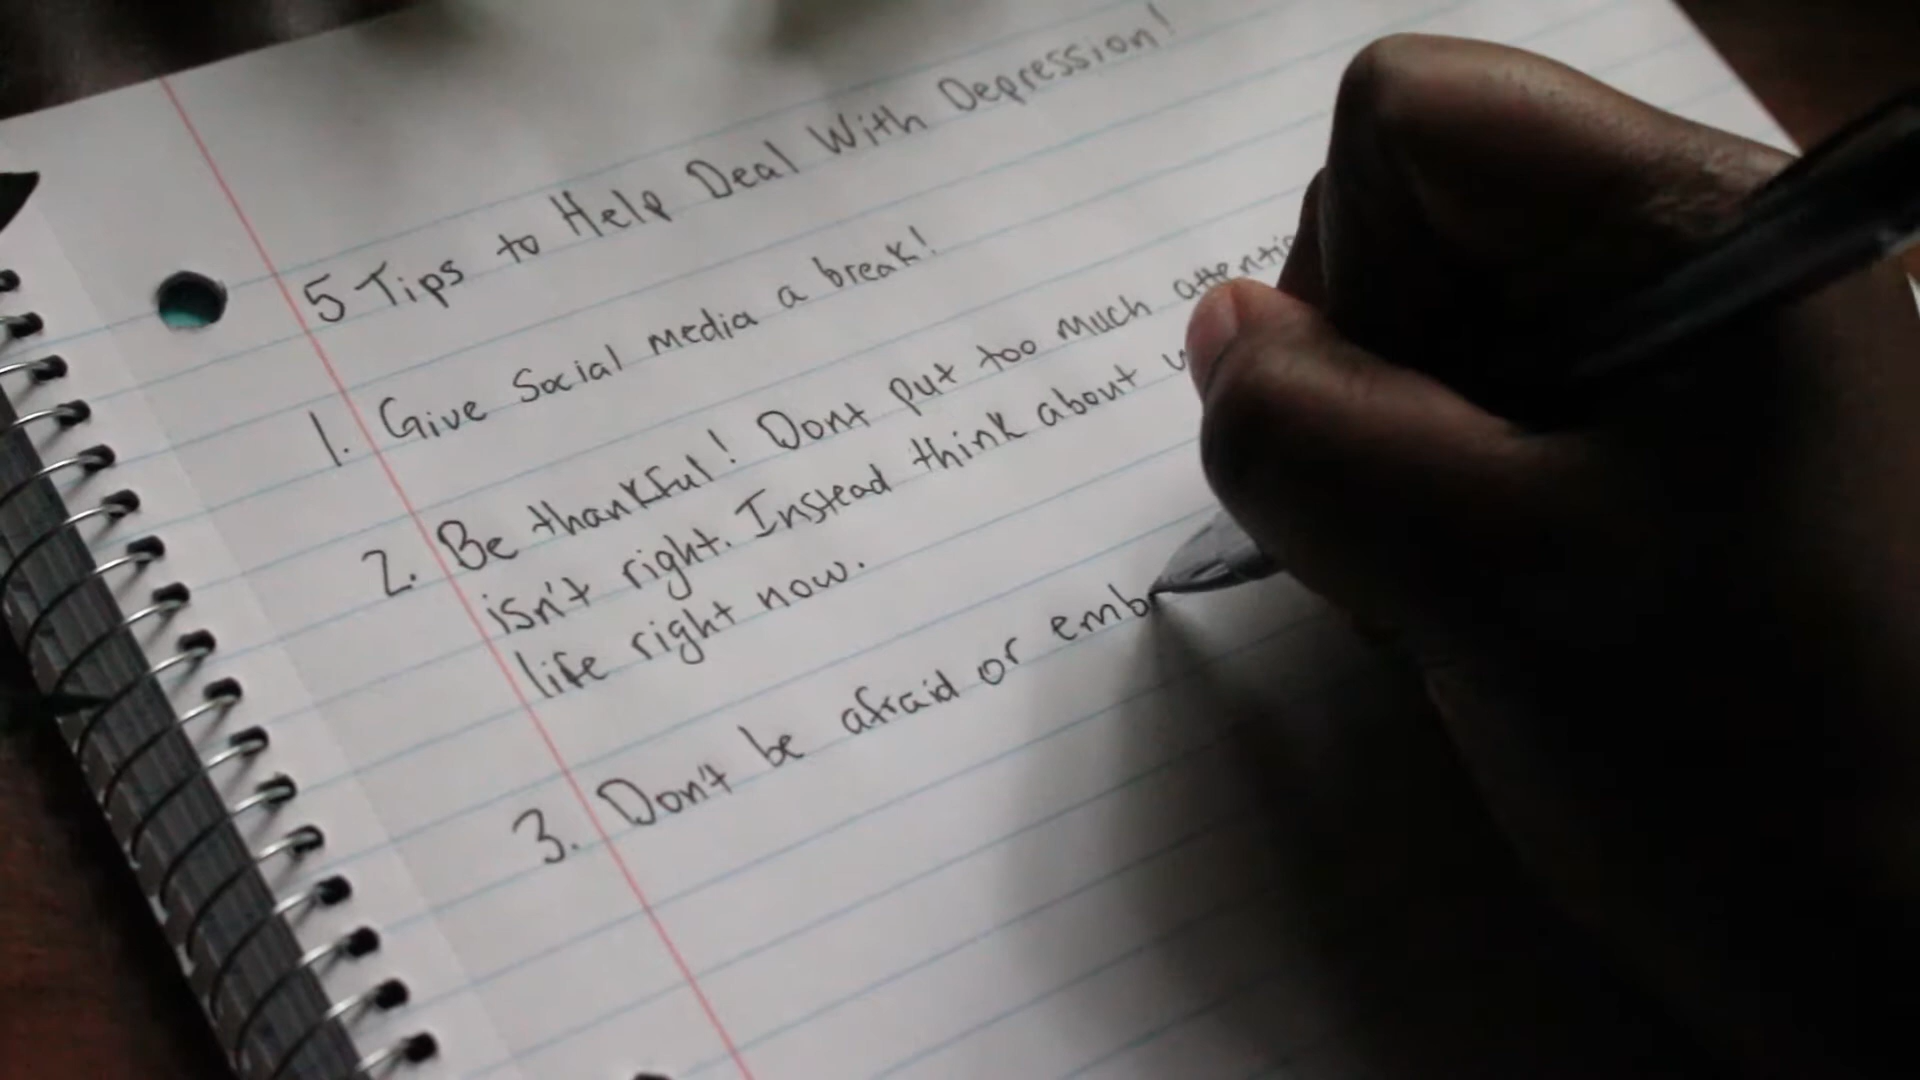 5 Tips to Help Deal With Depression!
1. Give Social media a break!
2. Be thankful! Dont put too much
isn't right. Instead think about
life right now.
3. Don't be afraid or emb